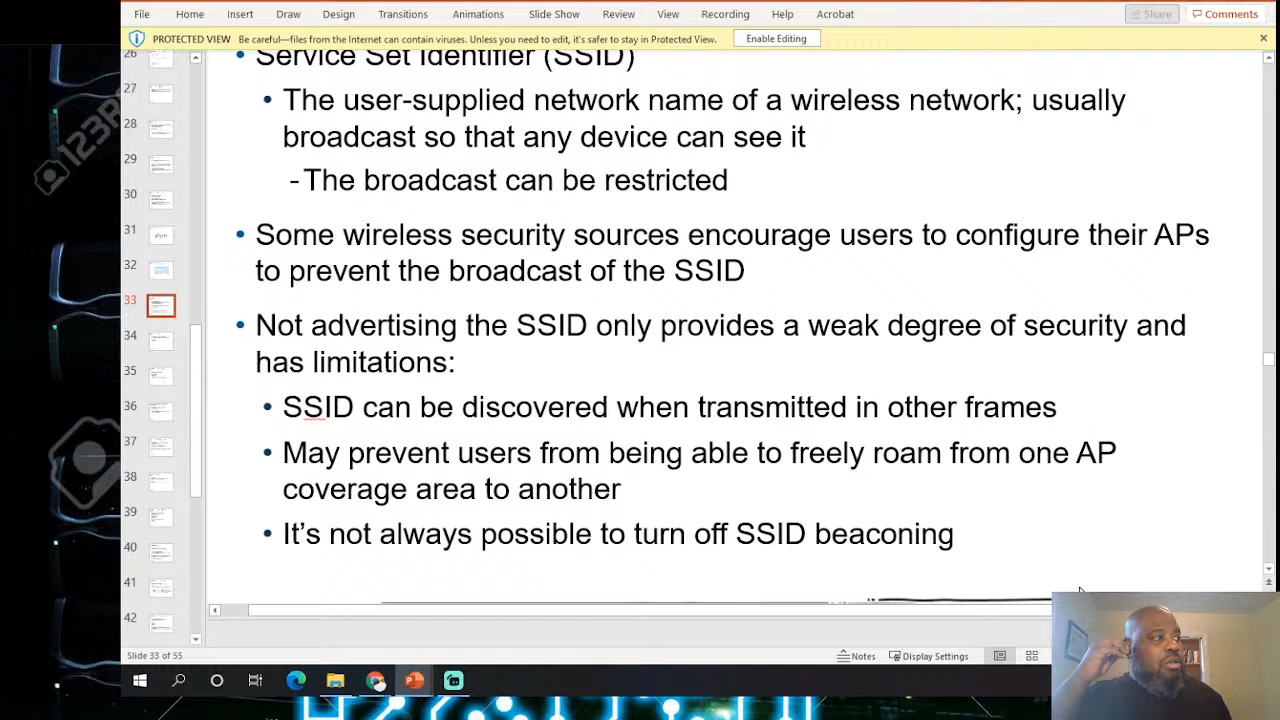 File Home Insert Draw Design Transitions Animations Slide Show Review View Recording Help Acrobat Share Comments
PROTECTED VIEW Be careful—files from the Internet can contain viruses. Unless you need to edit, it's safer to stay in Protected View. Enable Editing
• Service Set Identifier (SSID)
• The user-supplied network name of a wireless network; usually
broadcast so that any device can see it
- The broadcast can be restricted
• Some wireless security sources encourage users to configure their APs
to prevent the broadcast of the SSID
• Not advertising the SSID only provides a weak degree of security and
has limitations:
• SSID can be discovered when transmitted in other frames
• May prevent users from being able to freely roam from one AP
coverage area to another
• It’s not always possible to turn off SSID beaconing
26
27
28
29
30
31
32
33
34
35
36
37
38
39
40
41
42
Slide 33 of 55 Notes Display Settings